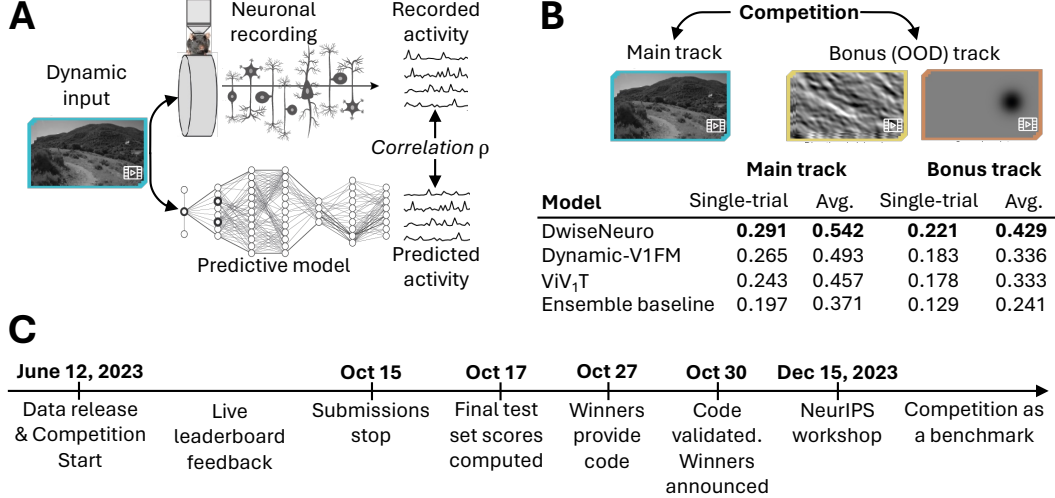 A
Dynamic
input
Neuronal
recording
Recorded
activity
Correlation ρ
Predictive model
Predicted
activity
B
Competition
Main track
Bonus (OOD) track
Main track Bonus track
Model Single-trial Avg. Single-trial Avg.
DwiseNeuro 0.291 0.542 0.221 0.429
Dynamic-V1FM 0.265 0.493 0.183 0.336
ViV₁T 0.243 0.457 0.178 0.333
Ensemble baseline 0.197 0.371 0.129 0.241
C
June 12, 2023
Data release
& Competition
Start
Live
leaderboard
feedback
Oct 15
Submissions
stop
Oct 17
Final test
set scores
computed
Oct 27
Winners
provide
code
Oct 30
Code
validated.
Winners
announced
Dec 15, 2023
NeurIPS
workshop
Competition as
a benchmark